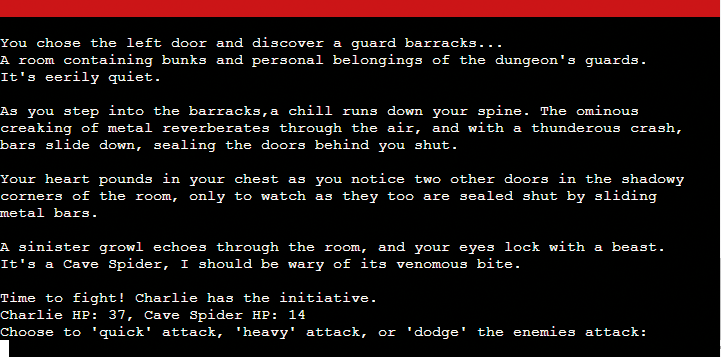 You chose the left door and discover a guard barracks...
A room containing bunks and personal belongings of the dungeon's guards.
It's eerily quiet.
As you step into the barracks,a chill runs down your spine. The ominous
creaking of metal reverberates through the air, and with a thunderous crash,
bars slide down, sealing the doors behind you shut.
Your heart pounds in your chest as you notice two other doors in the shadowy
corners of the room, only to watch as they too are sealed shut by sliding
metal bars.
A sinister growl echoes through the room, and your eyes lock with a beast.
It's a Cave Spider, I should be wary of its venomous bite.
Time to fight! Charlie has the initiative.
Charlie HP: 37, Cave Spider HP: 14
Choose to 'quick' attack, 'heavy' attack, or 'dodge' the enemies attack: